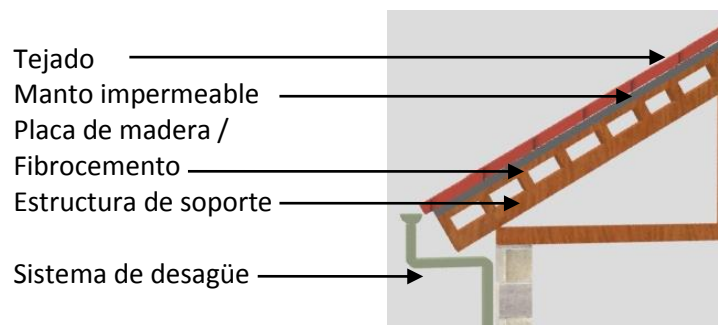 Tejado
Manto impermeable
Placa de madera /
Fibrocemento
Estructura de soporte
Sistema de desagüe